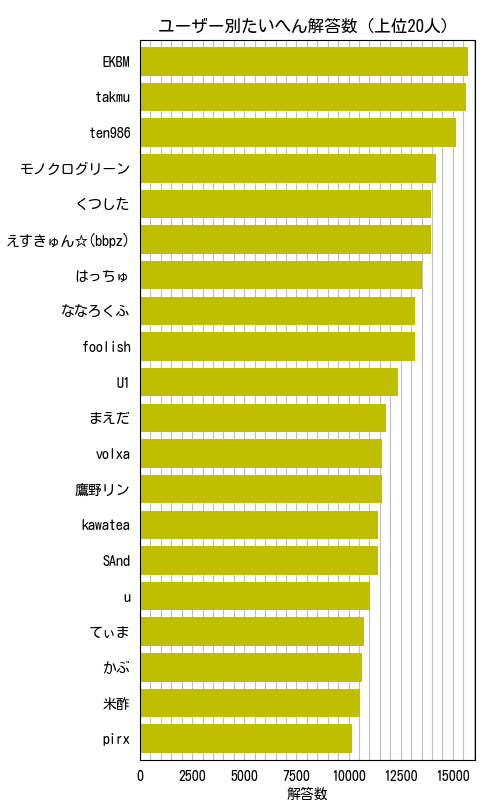 ユーザー別たいへん解答数 (上位20人)
EKBM
takmu
ten986
モノクログリーン
くつした
えすきゅん☆(bbpz)
はっちゅ
ななろくふ
foolish
U1
まえだ
volxa
鷹野リン
kawatea
SAnd
u
てぃま
かぶ
米酢
pirx
0 2500 5000 7500 10000 12500 15000
解答数